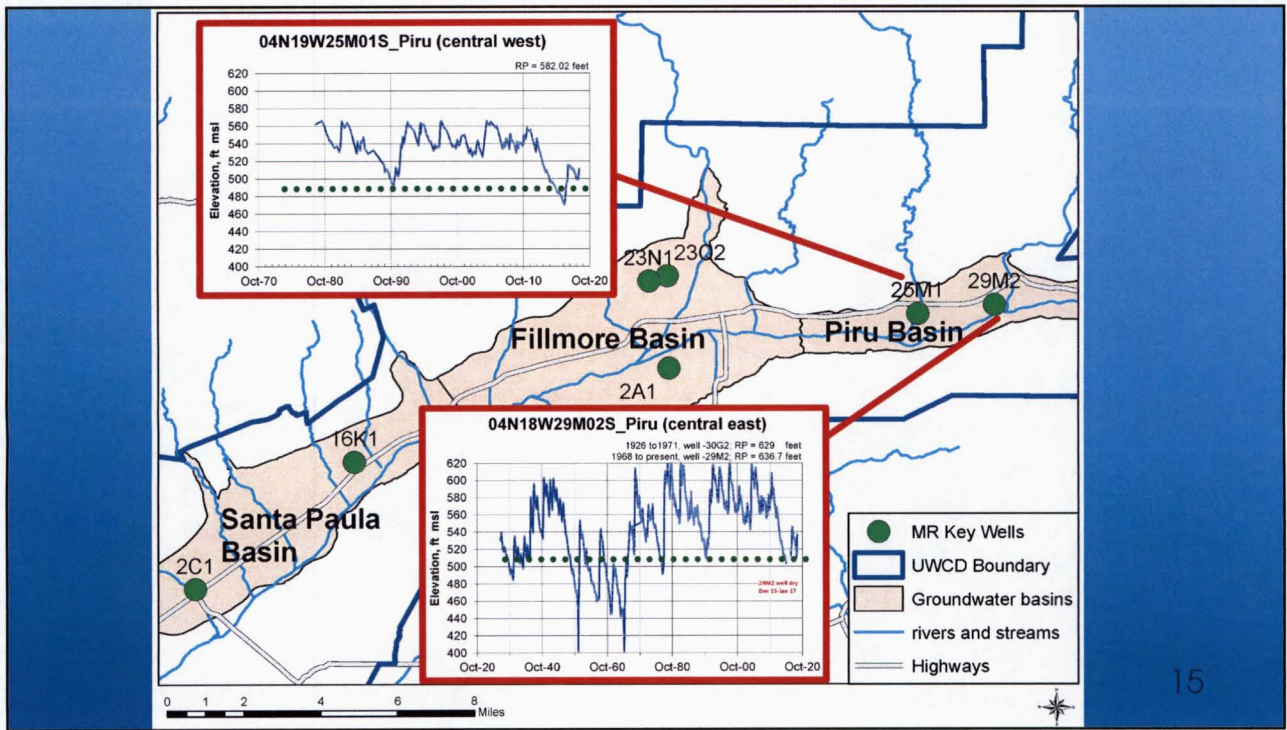 04N19W25M01S_Piru (central west)
RP = 582.02 feet
Elevation, ft msl
620
600
580
560
540
520
500
480
460
440
420
400
Oct-70 Oct-80 Oct-90 Oct-00 Oct-10 Oct-20
23N1 23Q2
25M1 29M2
Fillmore Basin Piru Basin
2A1
16K1
Santa Paula
Basin
2C1
04N18W29M02S_Piru (central east)
1926 to1971, well -30G2; RP = 629 feet
1968 to present, well -29M2; RP = 636.7 feet
Elevation, ft msl
620
600
580
560
540
520
500
480
460
440
420
400
29M2 well dry
Dec 15-Jan 17
Oct-20 Oct-40 Oct-60 Oct-80 Oct-00 Oct-20
MR Key Wells
UWCD Boundary
Groundwater basins
rivers and streams
Highways
0 1 2 4 6 8
Miles
15